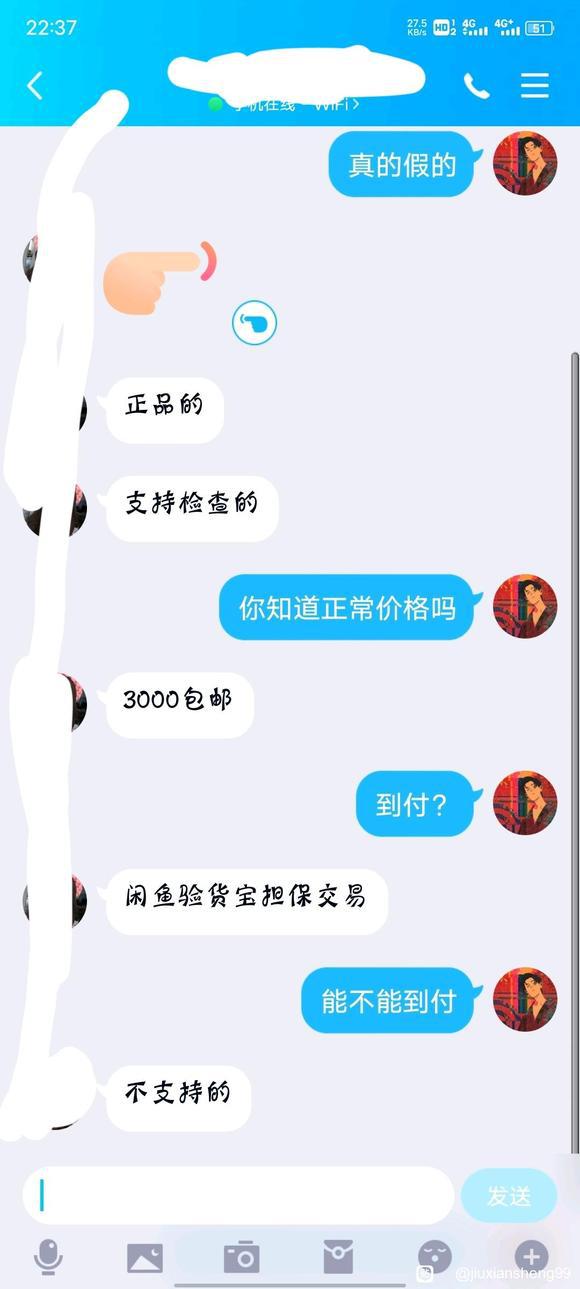 22:37
27.5
KB/s
HD 1 2
4G
4G+
51
手机在线 - WiFi
真的假的
正品的
支持检查的
你知道正常价格吗
3000包邮
到付?
闲鱼验货宝担保交易
能不能到付
不支持的
发送
@jiuxiansheng99